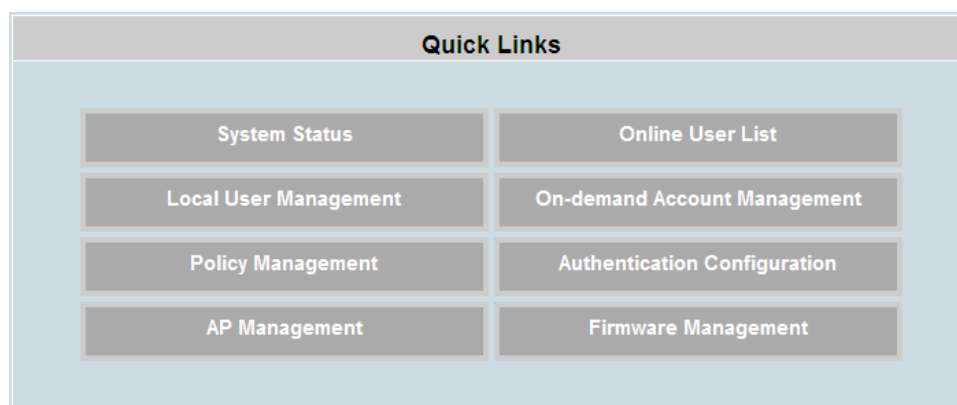 Quick Links
System Status
Online User List
Local User Management
On-demand Account Management
Policy Management
Authentication Configuration
AP Management
Firmware Management